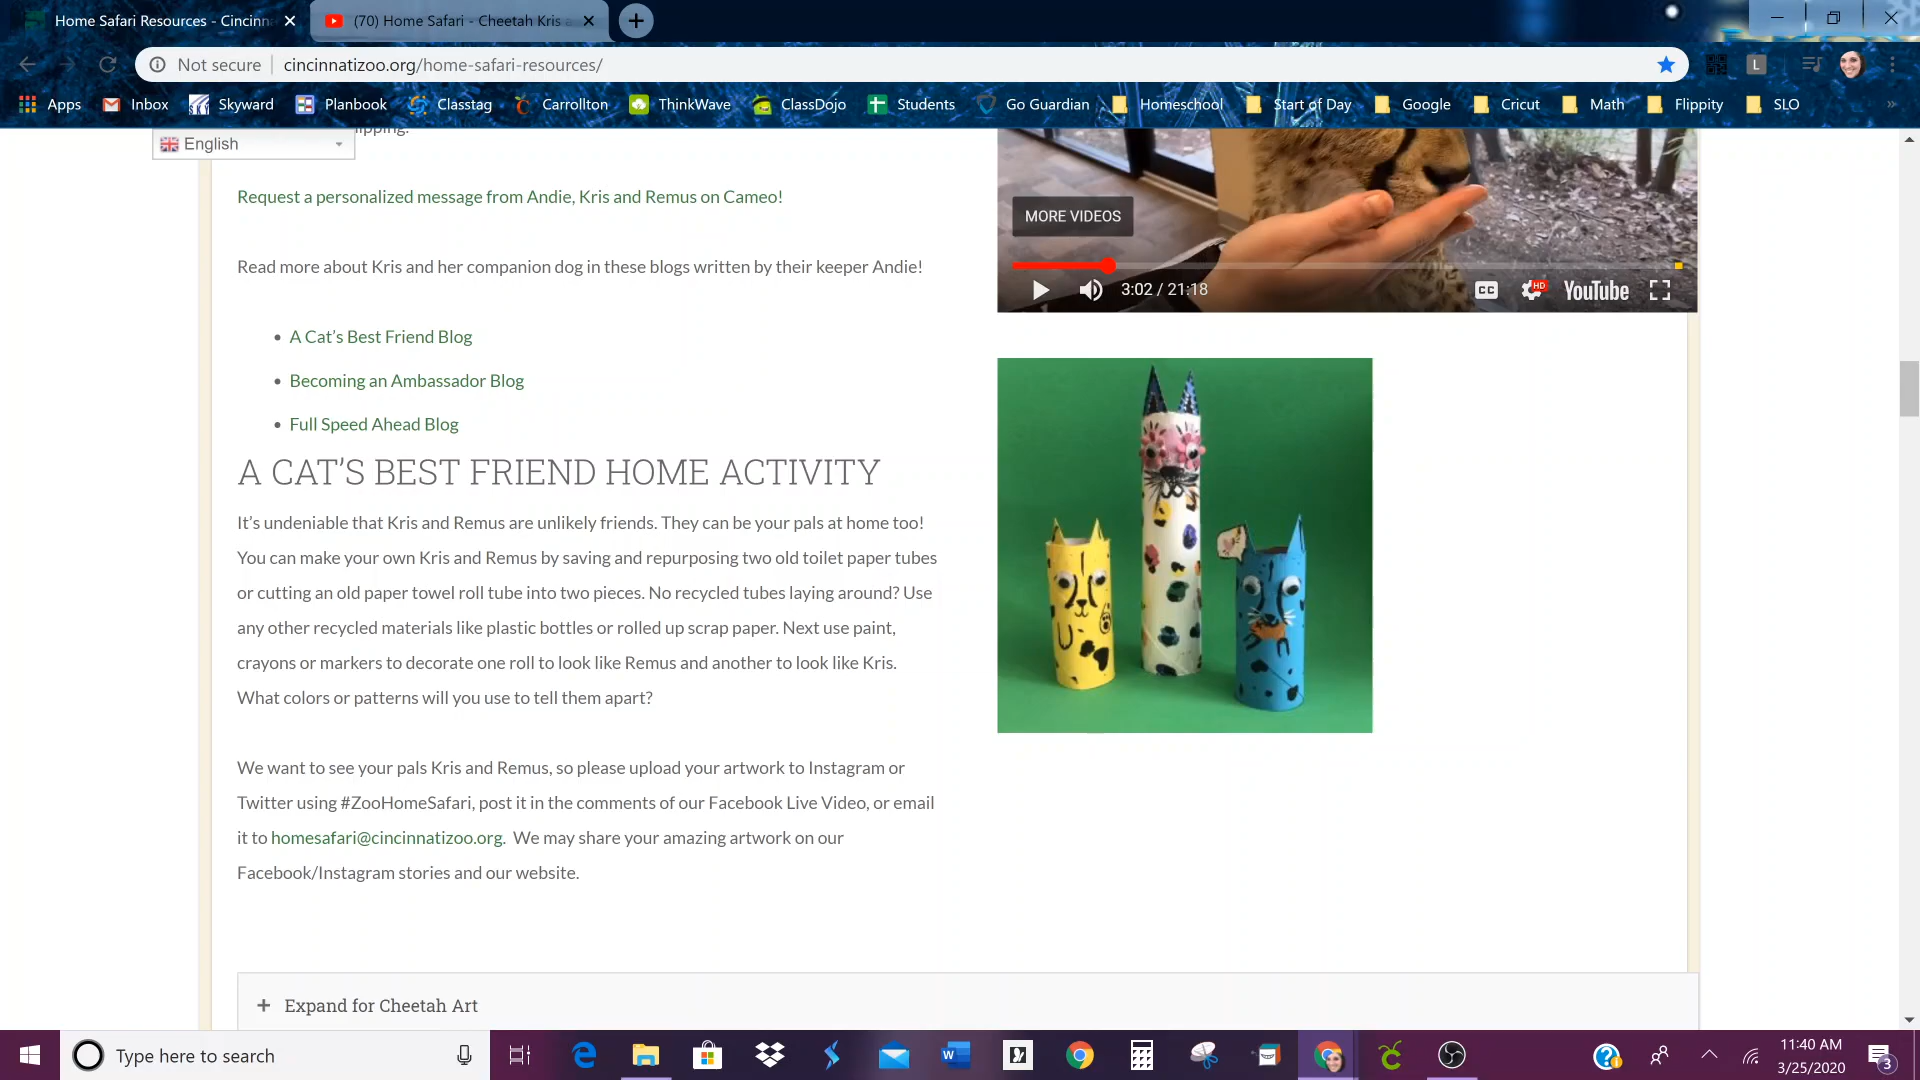 Home Safari Resources - Cincinn
(70) Home Safari - Cheetah Kris a
Not secure
cincinnatizoo.org/home-safari-resources/
L
Apps
Inbox
Skyward
Planbook
Classtag
Carrollton
ThinkWave
ClassDojo
Students
Go Guardian
Homeschool
Start of Day
Google
Cricut
Math
Flippity
SLO
»
English
Request a personalized message from Andie, Kris and Remus on Cameo!
Read more about Kris and her companion dog in these blogs written by their keeper Andie!
• A Cat’s Best Friend Blog
• Becoming an Ambassador Blog
• Full Speed Ahead Blog
A CAT’S BEST FRIEND HOME ACTIVITY
It’s undeniable that Kris and Remus are unlikely friends. They can be your pals at home too!
You can make your own Kris and Remus by saving and repurposing two old toilet paper tubes
or cutting an old paper towel roll tube into two pieces. No recycled tubes laying around? Use
any other recycled materials like plastic bottles or rolled up scrap paper. Next use paint,
crayons or markers to decorate one roll to look like Remus and another to look like Kris.
What colors or patterns will you use to tell them apart?
We want to see your pals Kris and Remus, so please upload your artwork to Instagram or
Twitter using #ZooHomeSafari, post it in the comments of our Facebook Live Video, or email
it to homesafari@cincinnatizoo.org. We may share your amazing artwork on our
Facebook/Instagram stories and our website.
MORE VIDEOS
3:02 / 21:18
CC
HD
YouTube
+ Expand for Cheetah Art
Type here to search
11:40 AM
3/25/2020
3